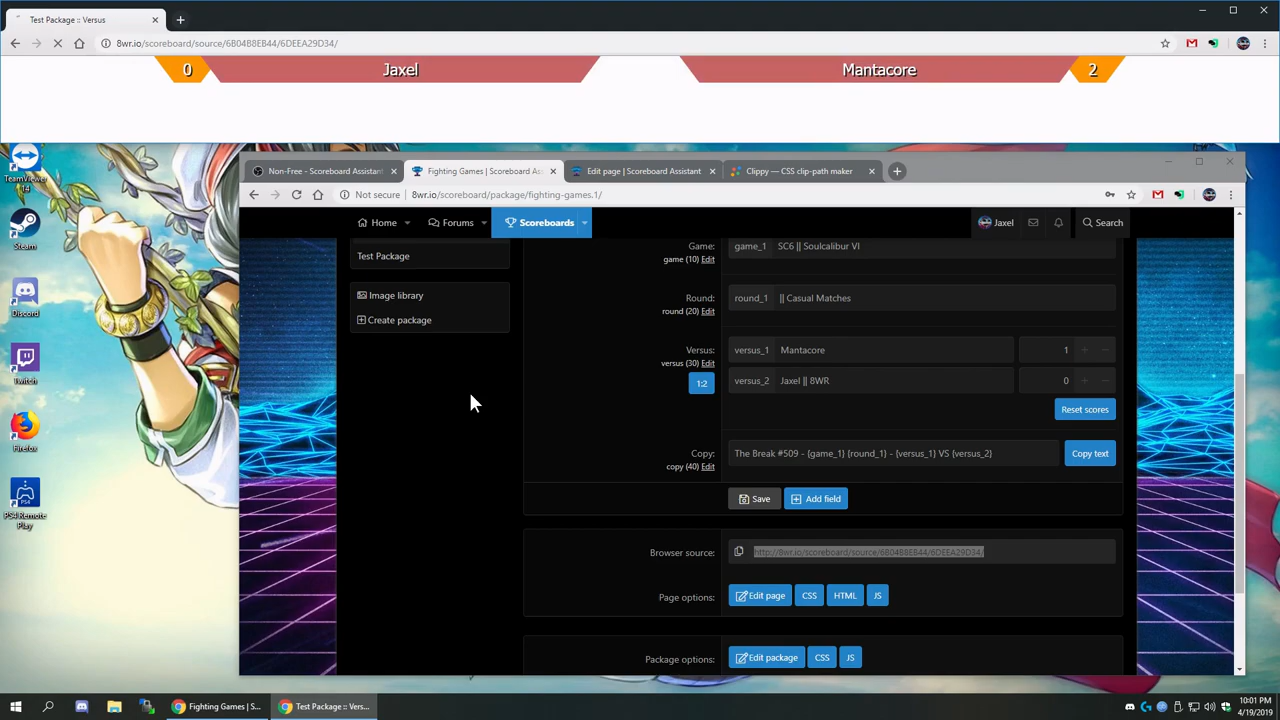 Test Package :: Versus
8wr.io/scoreboard/source/6B04B8EB44/6DEEA29D34/
0 Jaxel Mantacore 2
TeamViewer 14
Steam
Discord
Twitch
Firefox
PS4 Remote Play
Non-Free - Scoreboard Assistant
Fighting Games | Scoreboard As
Edit page | Scoreboard Assistant
Clippy — CSS clip-path maker
Not secure 8wr.io/scoreboard/package/fighting-games.1/
Home Forums Scoreboards Jaxel Search
Test Package
Image library
Create package
Game: game_1 SC6 || Soulcalibur VI
game (10) Edit
Round: round_1 || Casual Matches
round (20) Edit
Versus: versus_1 Mantacore 1 + −
versus (30) Edit
1:2 versus_2 Jaxel || 8WR 0 + −
Reset scores
Copy: The Break #509 - {game_1} {round_1} - {versus_1} VS {versus_2} Copy text
copy (40) Edit
Save Add field
Browser source: http://8wr.io/scoreboard/source/6B04B8EB44/6DEEA29D34/
Page options: Edit page CSS HTML JS
Package options: Edit package CSS JS
Fighting Games | S...
Test Package :: Vers...
10:01 PM
4/19/2019